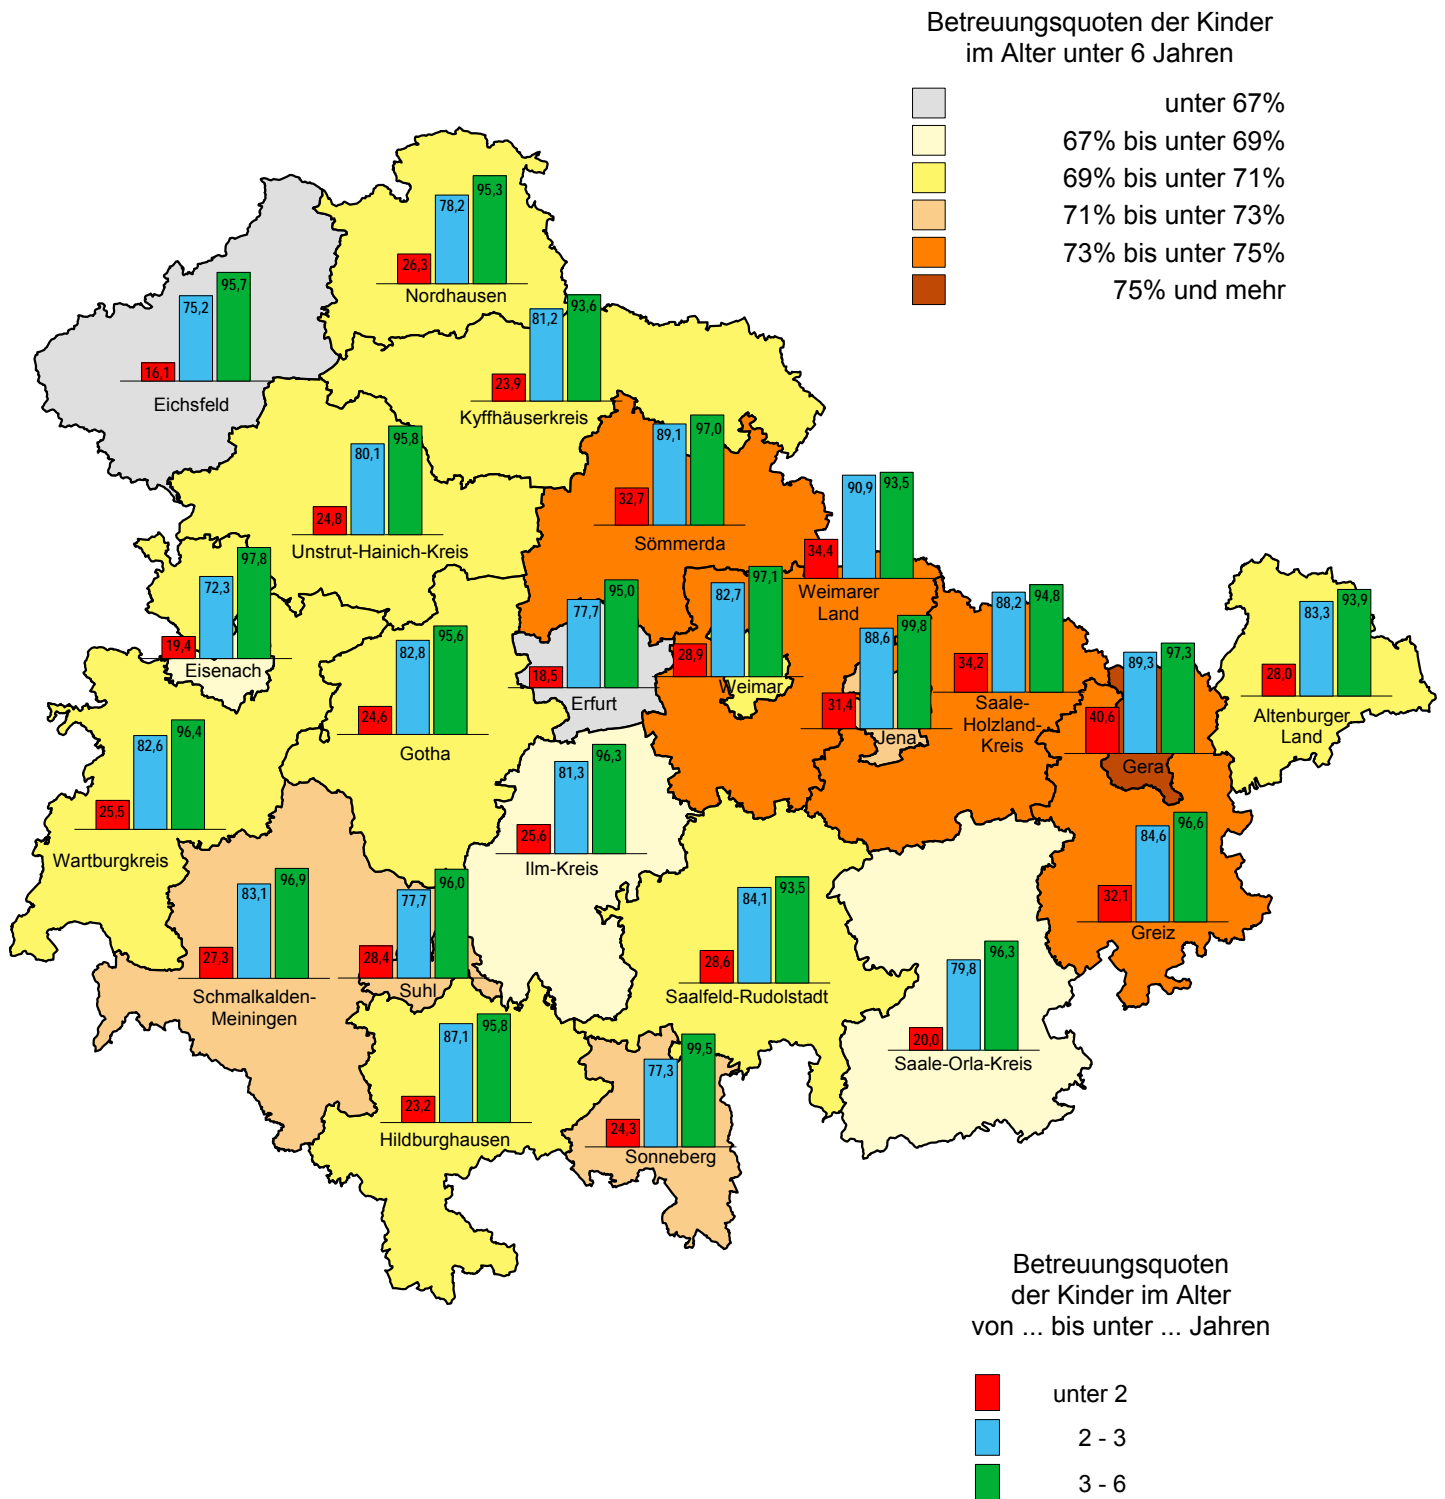 Betreuungsquoten der Kinder
im Alter unter 6 Jahren
unter 67%
67% bis unter 69%
69% bis unter 71%
71% bis unter 73%
73% bis unter 75%
75% und mehr
26,3
78,2
95,3
Nordhausen
16,1
75,2
95,7
Eichsfeld
23,9
81,2
93,6
Kyffhäuserkreis
24,8
80,1
95,8
Unstrut-Hainich-Kreis
32,7
89,1
97,0
Sömmerda
34,4
90,9
93,5
Weimarer
Land
19,4
72,3
97,8
Eisenach
18,5
77,7
95,0
Erfurt
28,9
82,7
97,1
Weimar
31,4
88,6
99,8
Jena
34,2
88,2
94,8
Saale-
Holzland-
Kreis
40,6
89,3
97,3
Gera
28,0
83,3
93,9
Altenburger
Land
24,6
82,8
95,6
Gotha
25,5
82,6
96,4
Wartburgkreis
25,6
81,3
96,3
Ilm-Kreis
32,1
84,6
96,6
Greiz
27,3
83,1
96,9
Schmalkalden-
Meiningen
28,4
77,7
96,0
Suhl
28,6
84,1
93,5
Saalfeld-Rudolstadt
20,0
79,8
96,3
Saale-Orla-Kreis
23,2
87,1
95,8
Hildburghausen
24,3
77,3
99,5
Sonneberg
Betreuungsquoten
der Kinder im Alter
von ... bis unter ... Jahren
unter 2
2 - 3
3 - 6